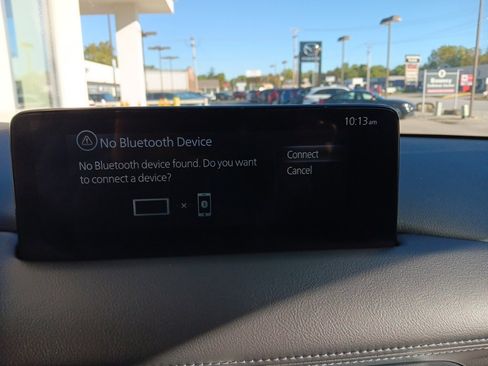 10:13am
No Bluetooth Device
No Bluetooth device found. Do you want
to connect a device?
Connect
Cancel